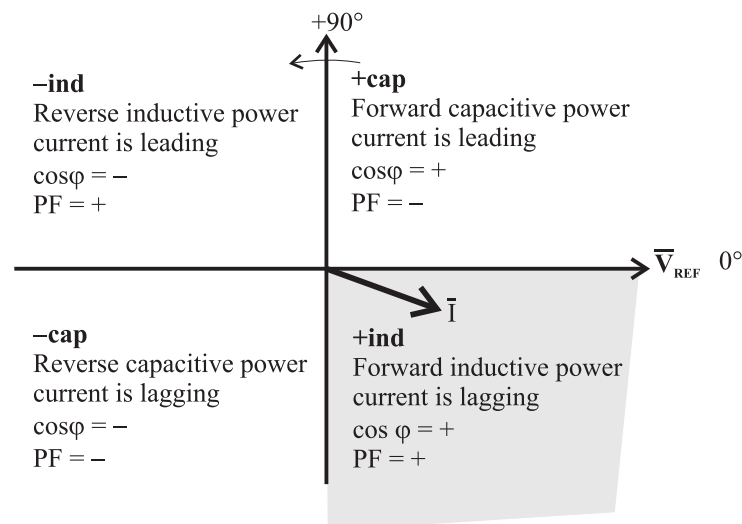 +90°
–ind
Reverse inductive power
current is leading
cosφ = –
PF = +
+cap
Forward capacitive power
current is leading
cosφ = +
PF = –
V̅REF 0°
I̅
–cap
Reverse capacitive power
current is lagging
cosφ = –
PF = –
+ind
Forward inductive power
current is lagging
cos φ = +
PF = +